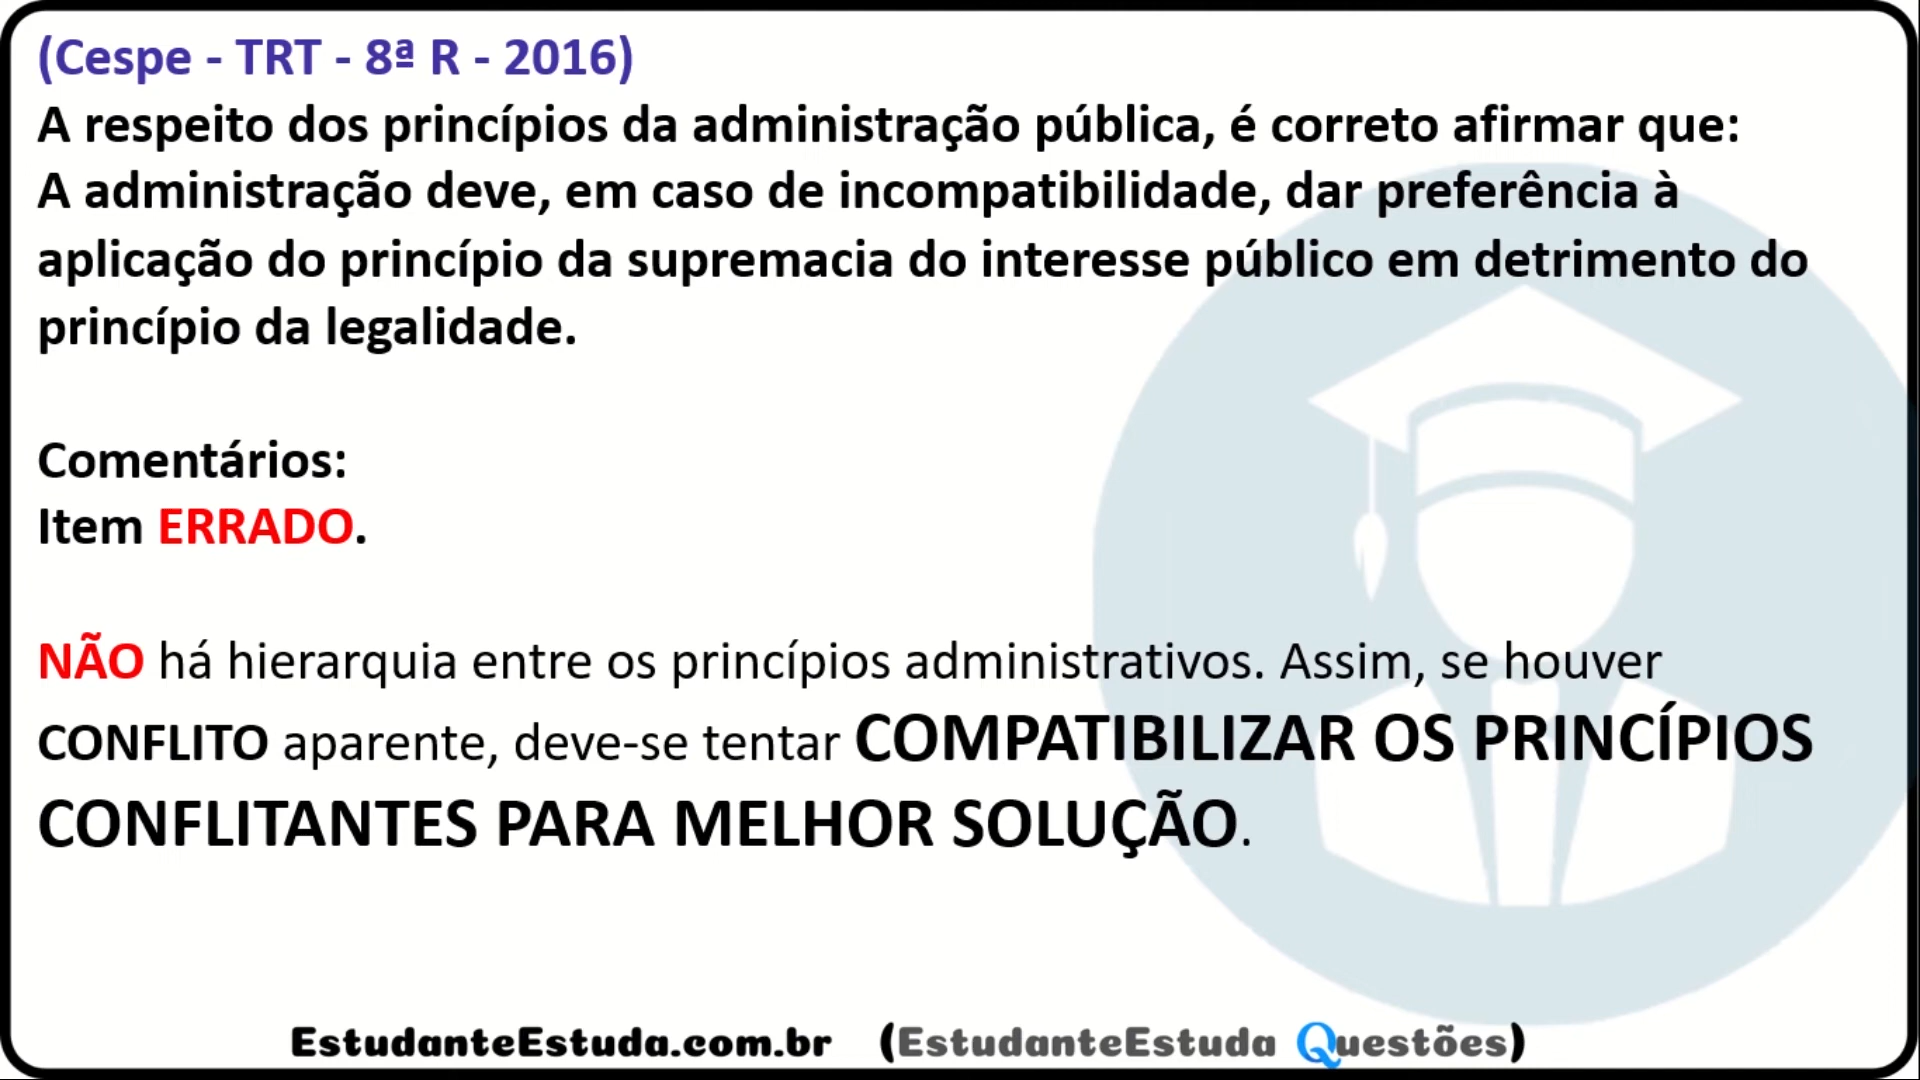 (Cespe - TRT - 8ª R - 2016)
A respeito dos princípios da administração pública, é correto afirmar que:
A administração deve, em caso de incompatibilidade, dar preferência à
aplicação do princípio da supremacia do interesse público em detrimento do
princípio da legalidade.
Comentários:
Item ERRADO.
NÃO há hierarquia entre os princípios administrativos. Assim, se houver
CONFLITO aparente, deve-se tentar COMPATIBILIZAR OS PRINCÍPIOS
CONFLITANTES PARA MELHOR SOLUÇÃO.
EstudanteEstuda.com.br (EstudanteEstuda Questões)